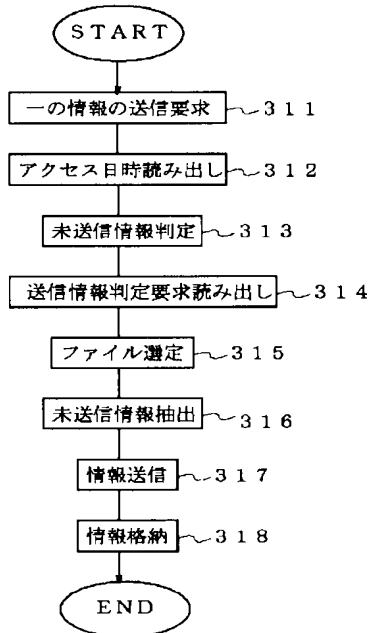 START
一の情報の送信要求 311
アクセス日時読み出し 312
未送信情報判定 313
送信情報判定要求読み出し 314
ファイル選定 315
未送信情報抽出 316
情報送信 317
情報格納 318
END